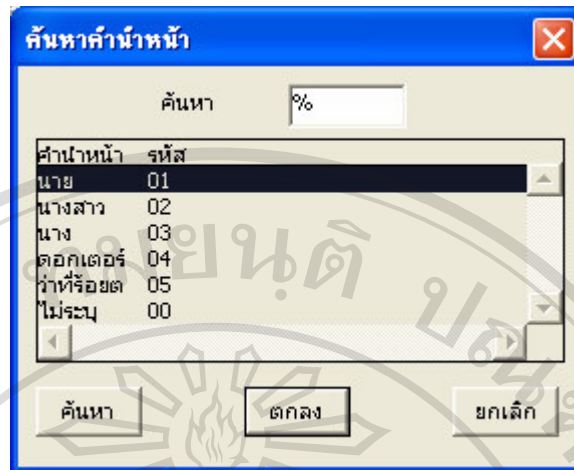 ค้นหาคำนำหน้า
ค้นหา %
คำนำหน้า รหัส
นาย 01
นางสาว 02
นาง 03
ดอกเตอร์ 04
ว่าที่ร้อยต 05
ไม่ระบุ 00
ค้นหา ตกลง ยกเลิก